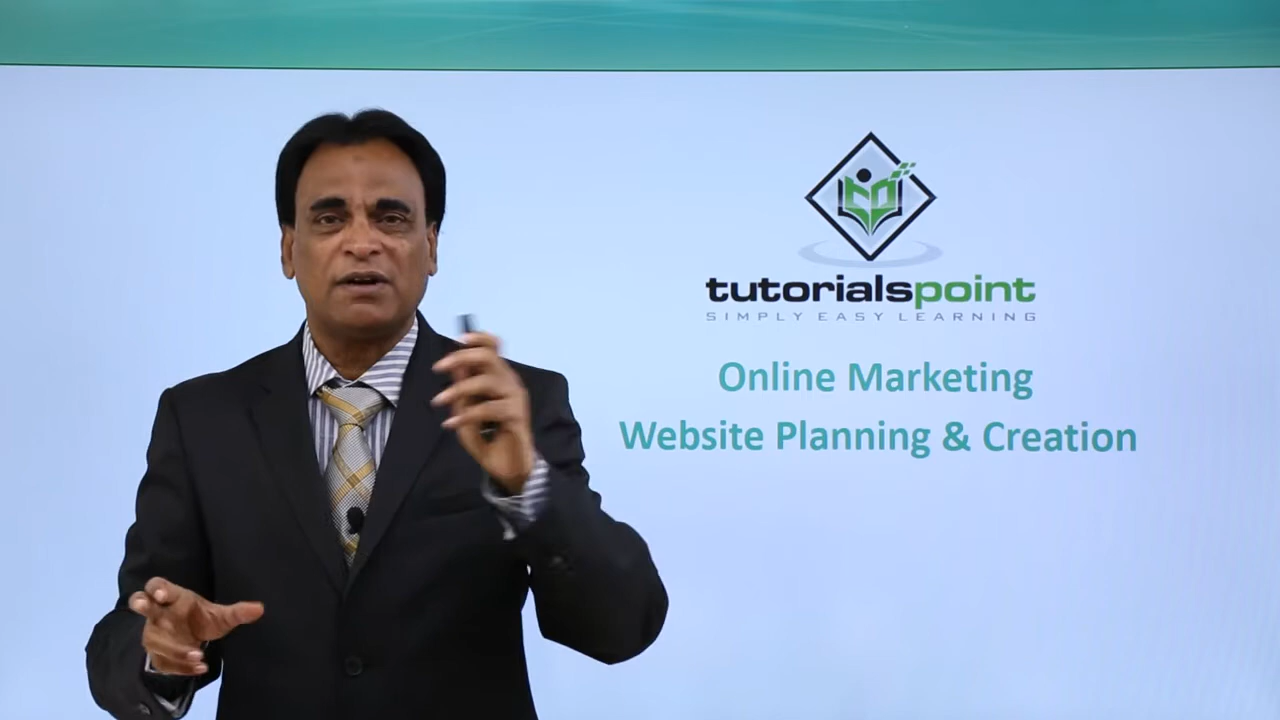 tutorialspoint
SIMPLY EASY LEARNING
Online Marketing
Website Planning & Creation